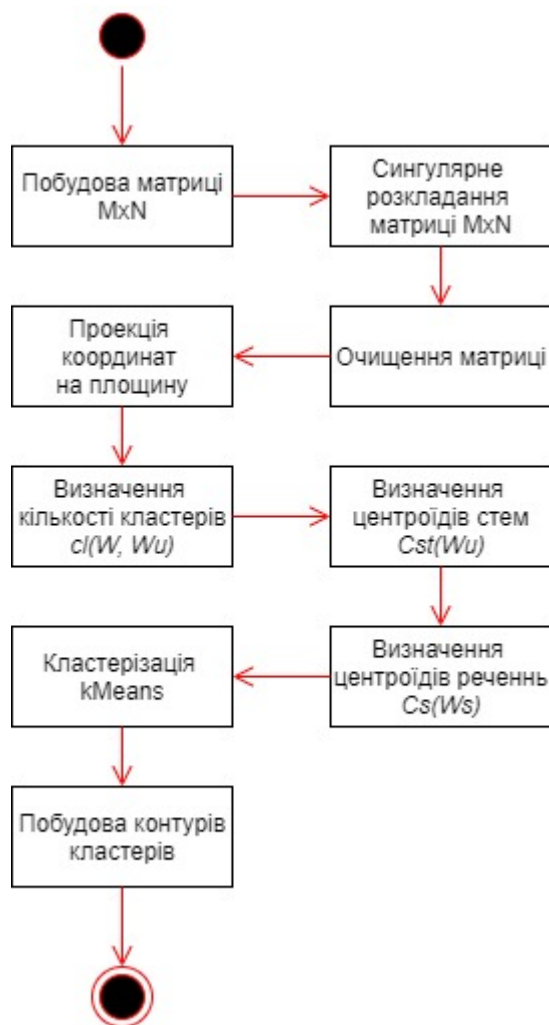 Побудова матриці
MxN
Сингулярне
розкладання
матриці MxN
Очищення матриці
Проекція
координат
на площину
Визначення
кількості кластерів
cl(W, Wu)
Визначення
центроїдів стем
Cst(Wu)
Визначення
центроїдів реченнь
Cs(Ws)
Кластерізація
kMeans
Побудова контурів
кластерів